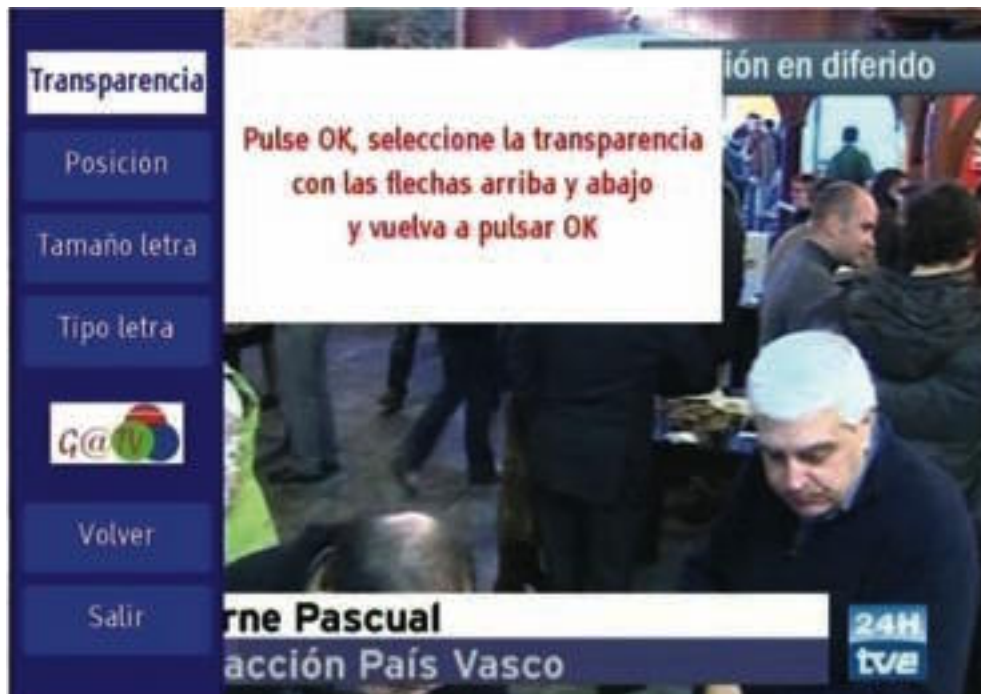 Transparencia
Posición
Tamaño letra
Tipo letra
G@TV
Volver
Salir
Pulse OK, seleccione la transparencia
con las flechas arriba y abajo
y vuelva a pulsar OK
ión en diferido
rne Pascual
acción País Vasco
24H
tve